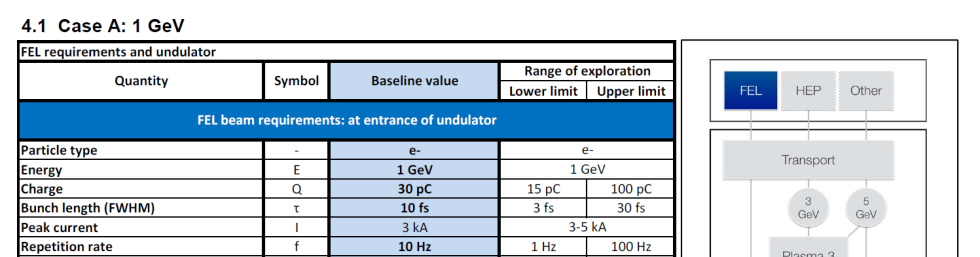 4.1 Case A: 1 GeV
FEL requirements and undulator
Quantity Symbol Baseline value Range of exploration
Lower limit Upper limit
FEL beam requirements: at entrance of undulator
Particle type - e- e-
Energy E 1 GeV 1 GeV
Charge Q 30 pC 15 pC 100 pC
Bunch length (FWHM) τ 10 fs 3 fs 30 fs
Peak current I 3 kA 3-5 kA
Repetition rate f 10 Hz 1 Hz 100 Hz
FEL HEP Other
Transport
3 5
GeV GeV
Plasma 3